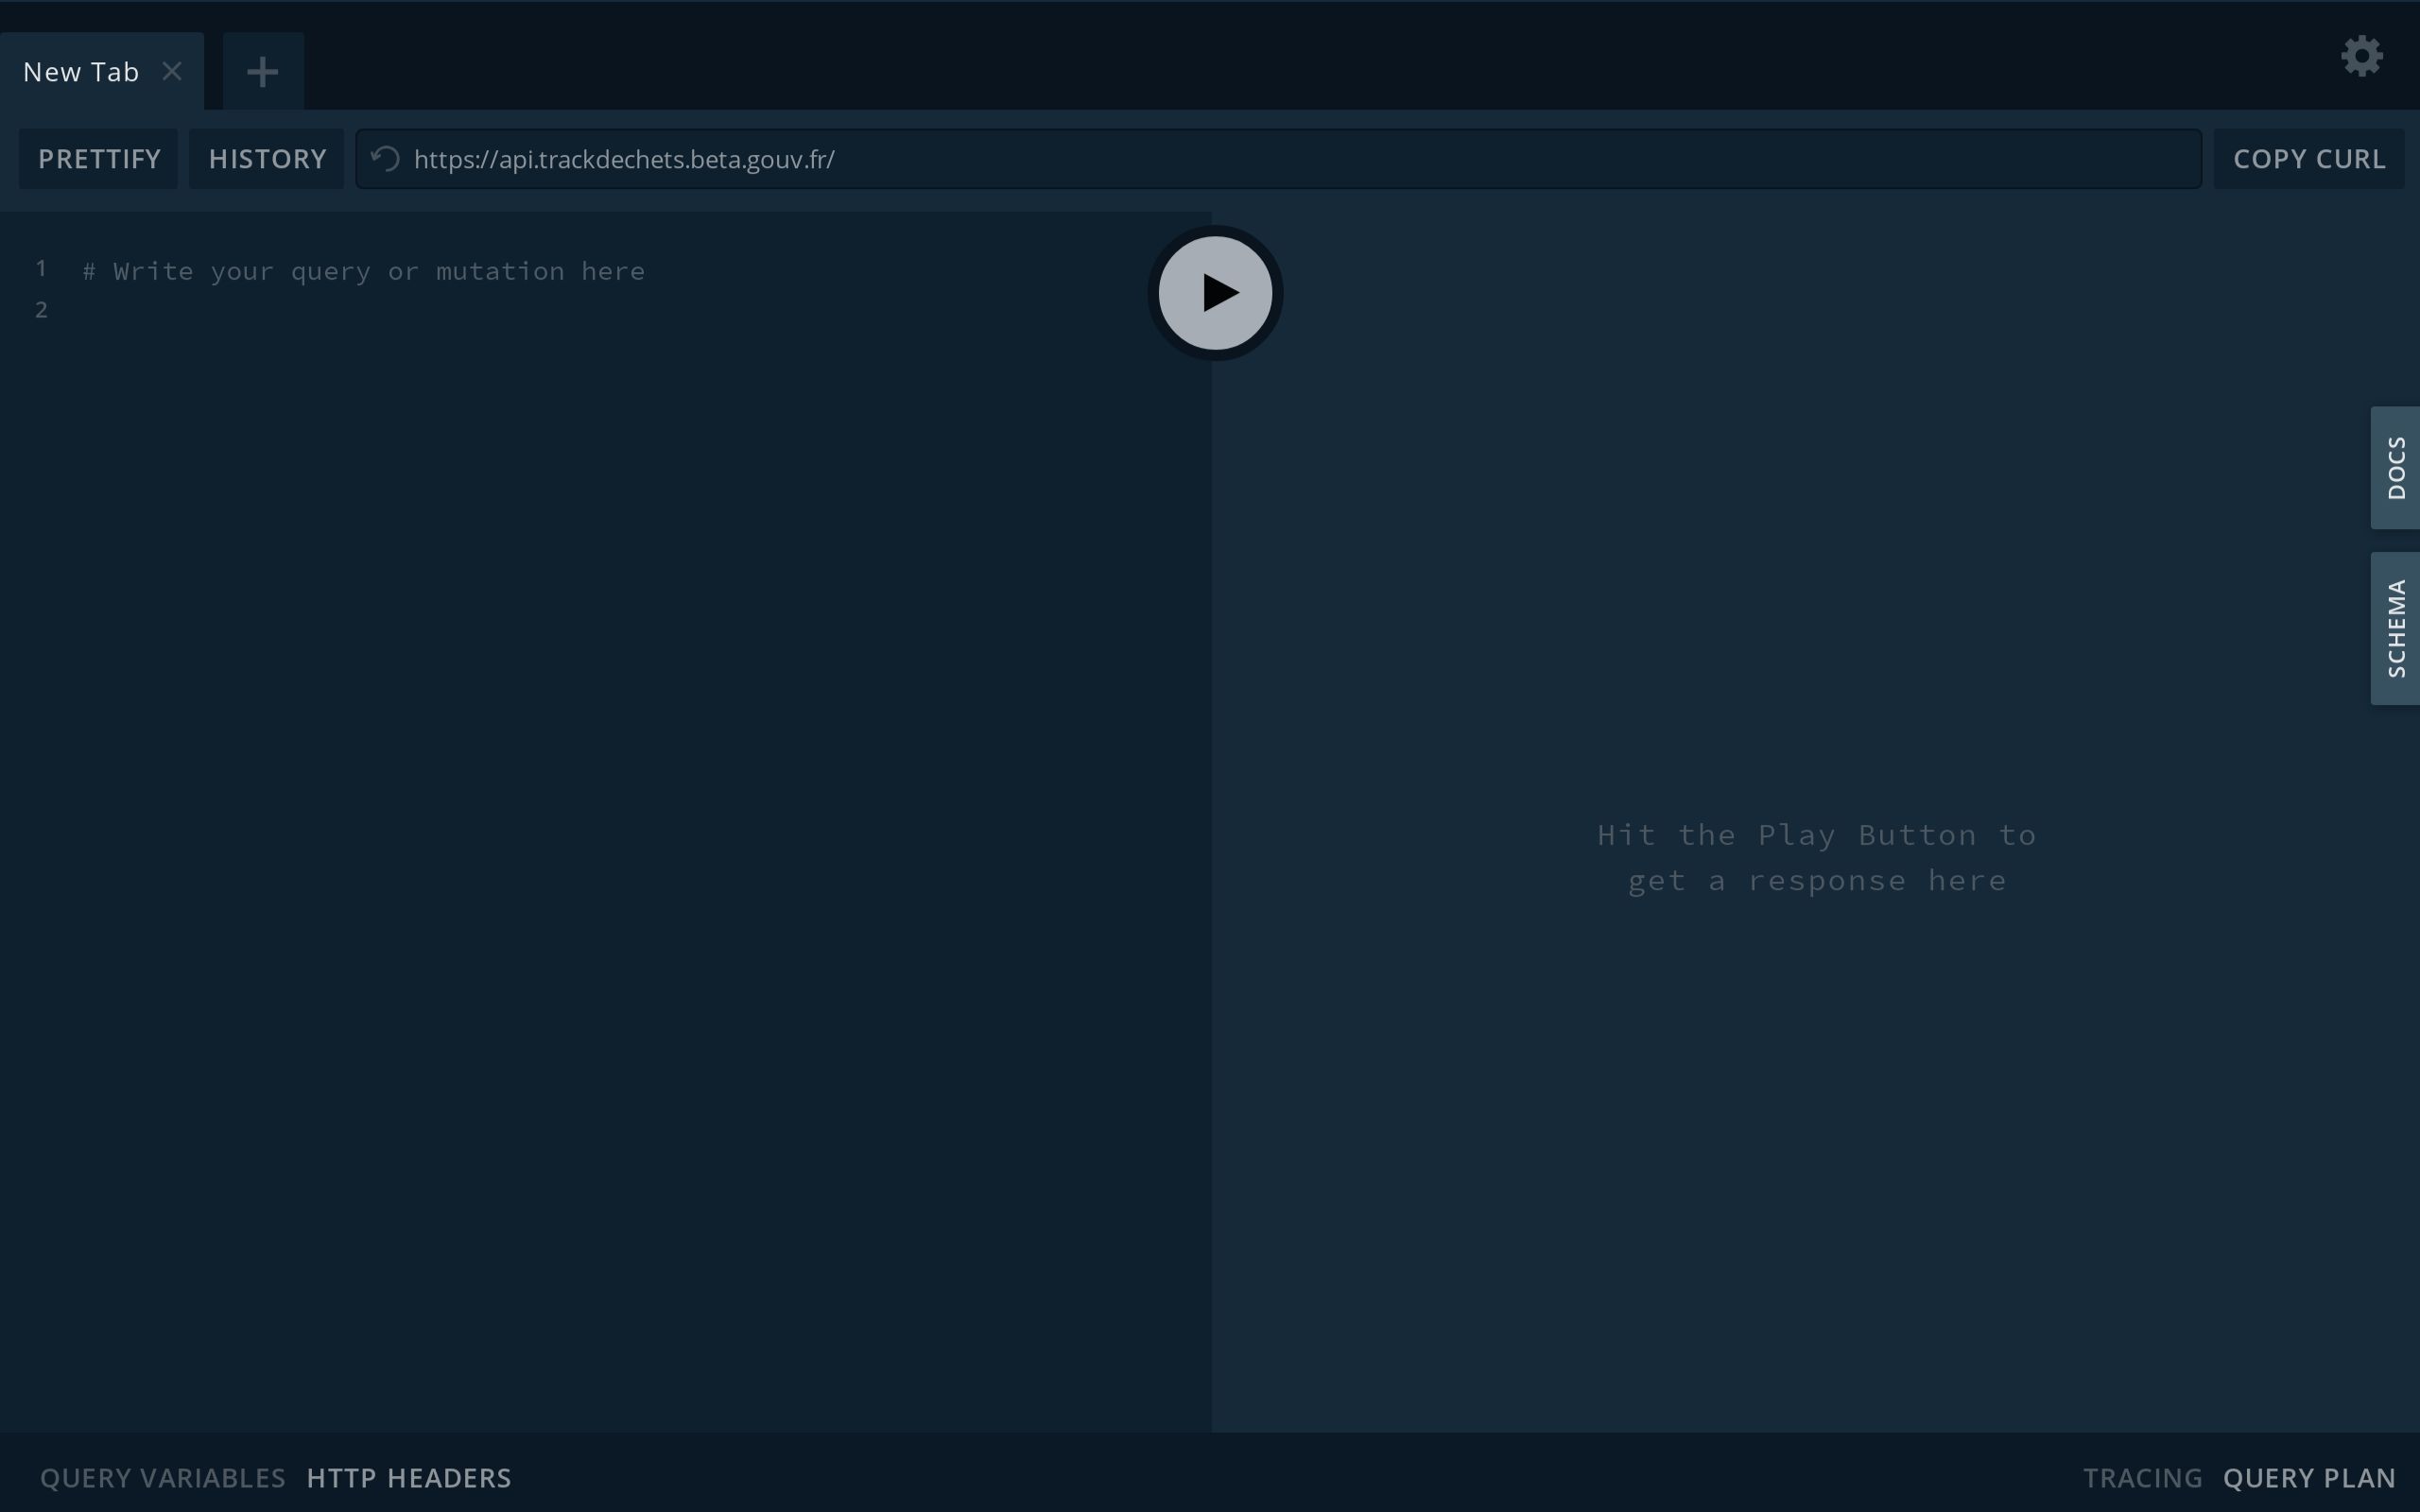 New Tab
PRETTIFY
HISTORY
https://api.trackdechets.beta.gouv.fr/
COPY CURL
1 # Write your query or mutation here
2
DOCS
SCHEMA
Hit the Play Button to
get a response here
QUERY VARIABLES
HTTP HEADERS
TRACING
QUERY PLAN